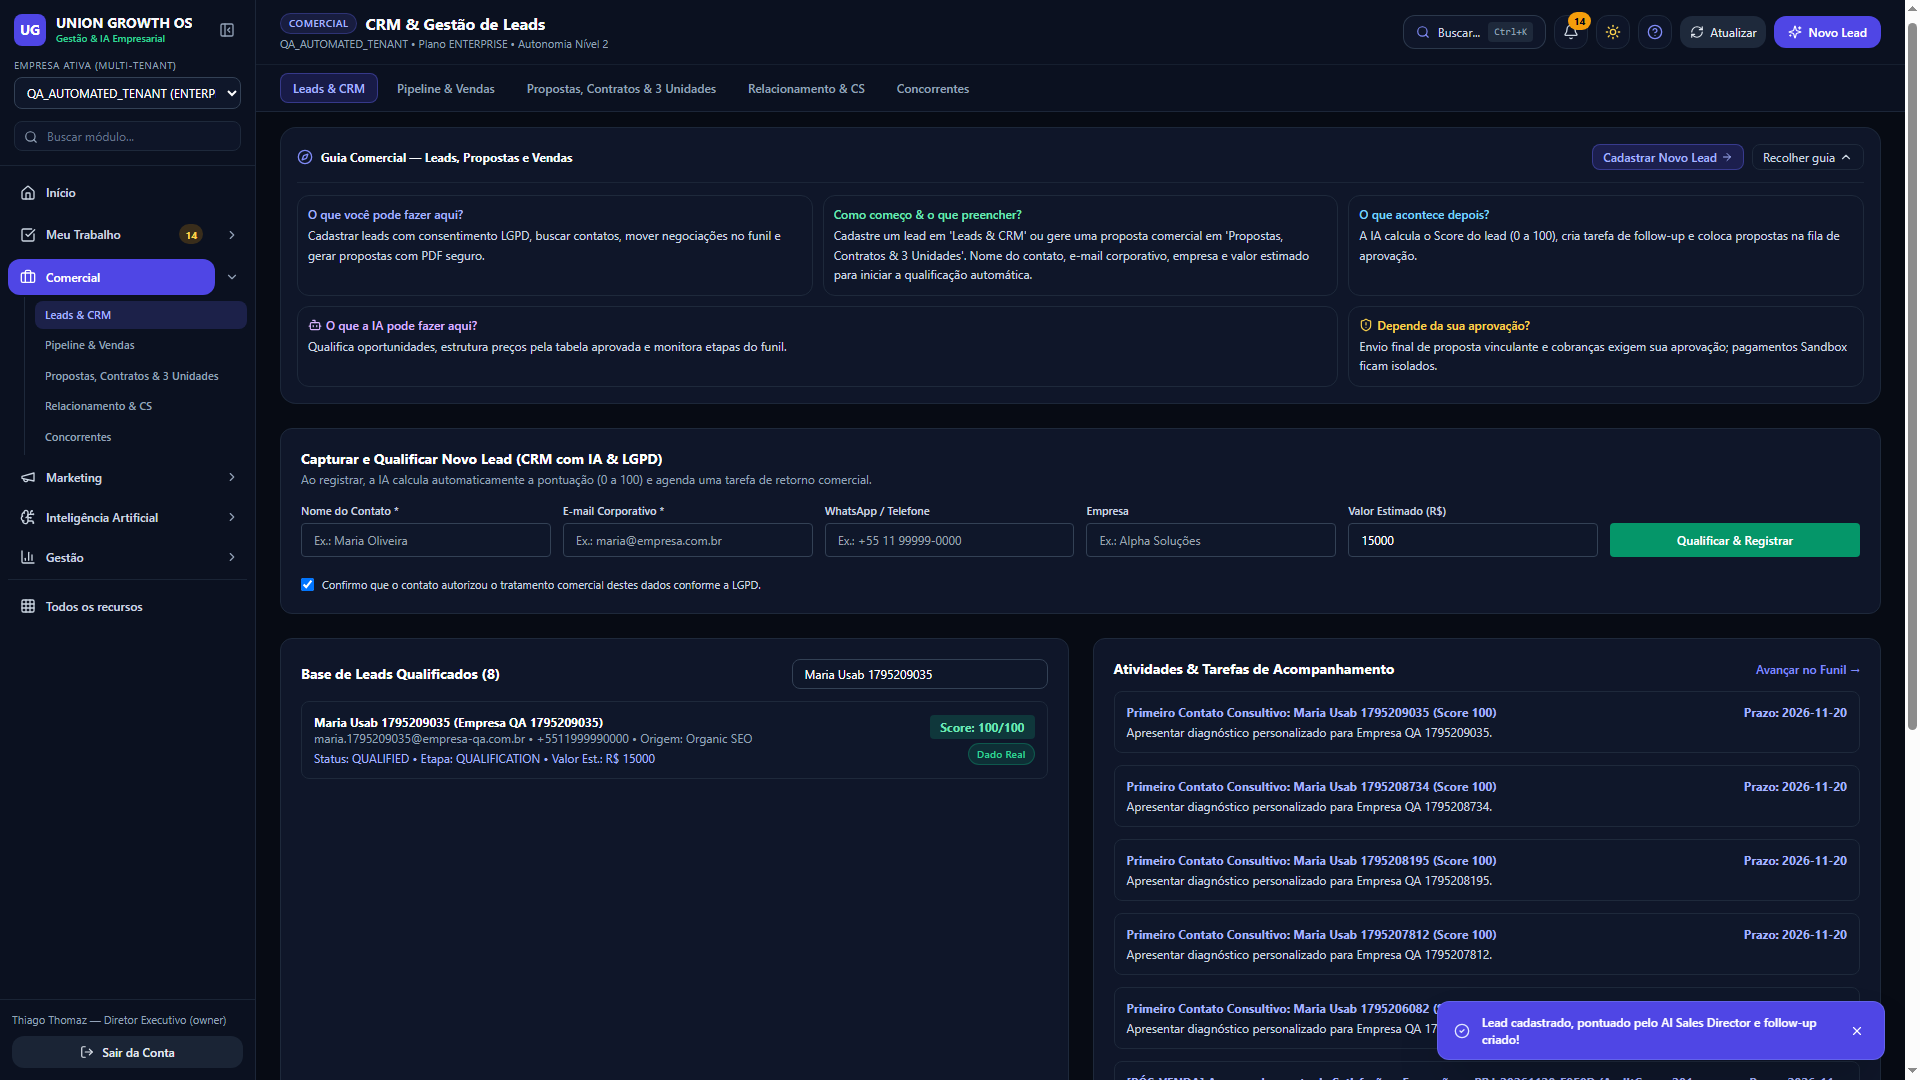 UG
UNION GROWTH OS
Gestão & IA Empresarial
EMPRESA ATIVA (MULTI-TENANT)
QA_AUTOMATED_TENANT (ENTERP
Buscar módulo...
Início
Meu Trabalho
14
Comercial
Leads & CRM
Pipeline & Vendas
Propostas, Contratos & 3 Unidades
Relacionamento & CS
Concorrentes
Marketing
Inteligência Artificial
Gestão
Todos os recursos
Thiago Thomaz — Diretor Executivo (owner)
Sair da Conta
COMERCIAL
CRM & Gestão de Leads
QA_AUTOMATED_TENANT • Plano ENTERPRISE • Autonomia Nível 2
Buscar...
Ctrl+K
14
Atualizar
Novo Lead
Leads & CRM
Pipeline & Vendas
Propostas, Contratos & 3 Unidades
Relacionamento & CS
Concorrentes
Guia Comercial — Leads, Propostas e Vendas
Cadastrar Novo Lead →
Recolher guia
O que você pode fazer aqui?
Cadastrar leads com consentimento LGPD, buscar contatos, mover negociações no funil e
gerar propostas com PDF seguro.
Como começo & o que preencher?
Cadastre um lead em 'Leads & CRM' ou gere uma proposta comercial em 'Propostas,
Contratos & 3 Unidades'. Nome do contato, e-mail corporativo, empresa e valor estimado
para iniciar a qualificação automática.
O que acontece depois?
A IA calcula o Score do lead (0 a 100), cria tarefa de follow-up e coloca propostas na fila de
aprovação.
O que a IA pode fazer aqui?
Qualifica oportunidades, estrutura preços pela tabela aprovada e monitora etapas do funil.
Depende da sua aprovação?
Envio final de proposta vinculante e cobranças exigem sua aprovação; pagamentos Sandbox
ficam isolados.
Capturar e Qualificar Novo Lead (CRM com IA & LGPD)
Ao registrar, a IA calcula automaticamente a pontuação (0 a 100) e agenda uma tarefa de retorno comercial.
Nome do Contato *
E-mail Corporativo *
WhatsApp / Telefone
Empresa
Valor Estimado (R$)
Ex.: Maria Oliveira
Ex.: maria@empresa.com.br
Ex.: +55 11 99999-0000
Ex.: Alpha Soluções
15000
Qualificar & Registrar
Confirmo que o contato autorizou o tratamento comercial destes dados conforme a LGPD.
Base de Leads Qualificados (8)
Maria Usab 1795209035
Maria Usab 1795209035 (Empresa QA 1795209035)
maria.1795209035@empresa-qa.com.br • +5511999990000 • Origem: Organic SEO
Status: QUALIFIED • Etapa: QUALIFICATION • Valor Est.: R$ 15000
Score: 100/100
Dado Real
Atividades & Tarefas de Acompanhamento
Avançar no Funil →
Primeiro Contato Consultivo: Maria Usab 1795209035 (Score 100)
Prazo: 2026-11-20
Apresentar diagnóstico personalizado para Empresa QA 1795209035.
Primeiro Contato Consultivo: Maria Usab 1795208734 (Score 100)
Prazo: 2026-11-20
Apresentar diagnóstico personalizado para Empresa QA 1795208734.
Primeiro Contato Consultivo: Maria Usab 1795208195 (Score 100)
Prazo: 2026-11-20
Apresentar diagnóstico personalizado para Empresa QA 1795208195.
Primeiro Contato Consultivo: Maria Usab 1795207812 (Score 100)
Prazo: 2026-11-20
Apresentar diagnóstico personalizado para Empresa QA 1795207812.
Primeiro Contato Consultivo: Maria Usab 1795206082
Apresentar diagnóstico personalizado para Empresa QA 17
Lead cadastrado, pontuado pelo AI Sales Director e follow-up
criado!